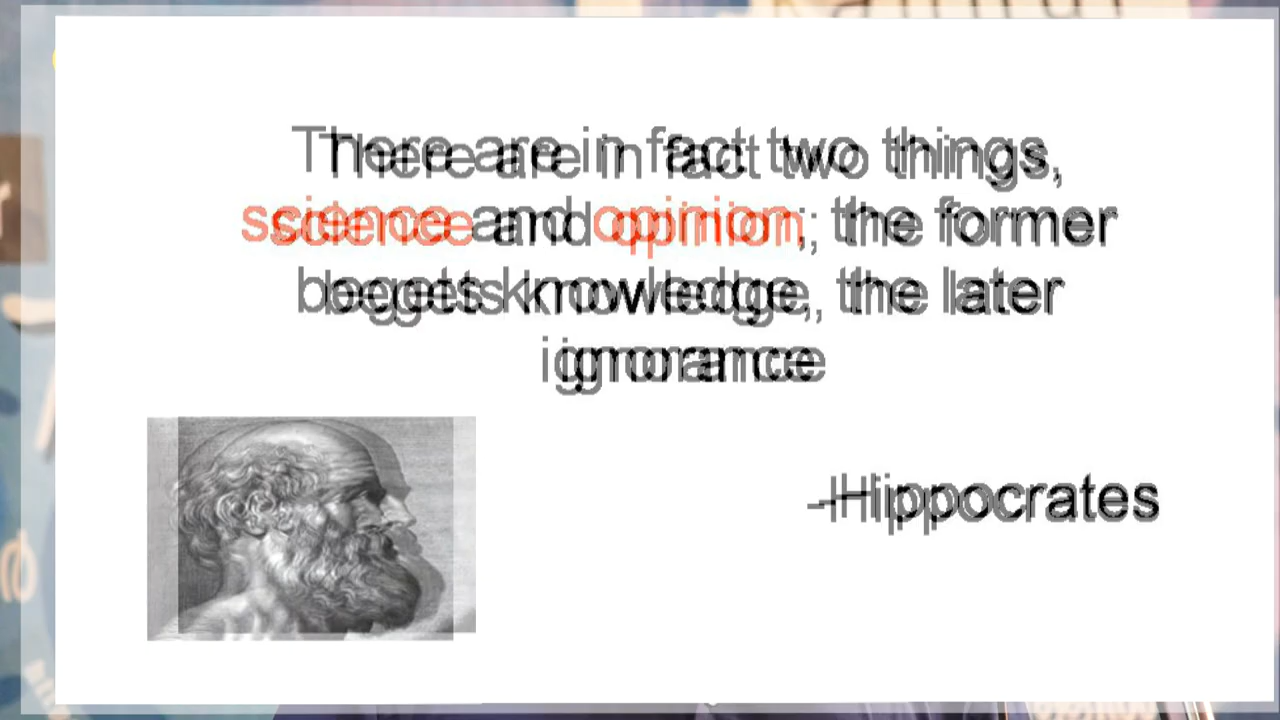 There are in fact two things,
science and opinion; the former
begets knowledge, the later
ignorance
-Hippocrates